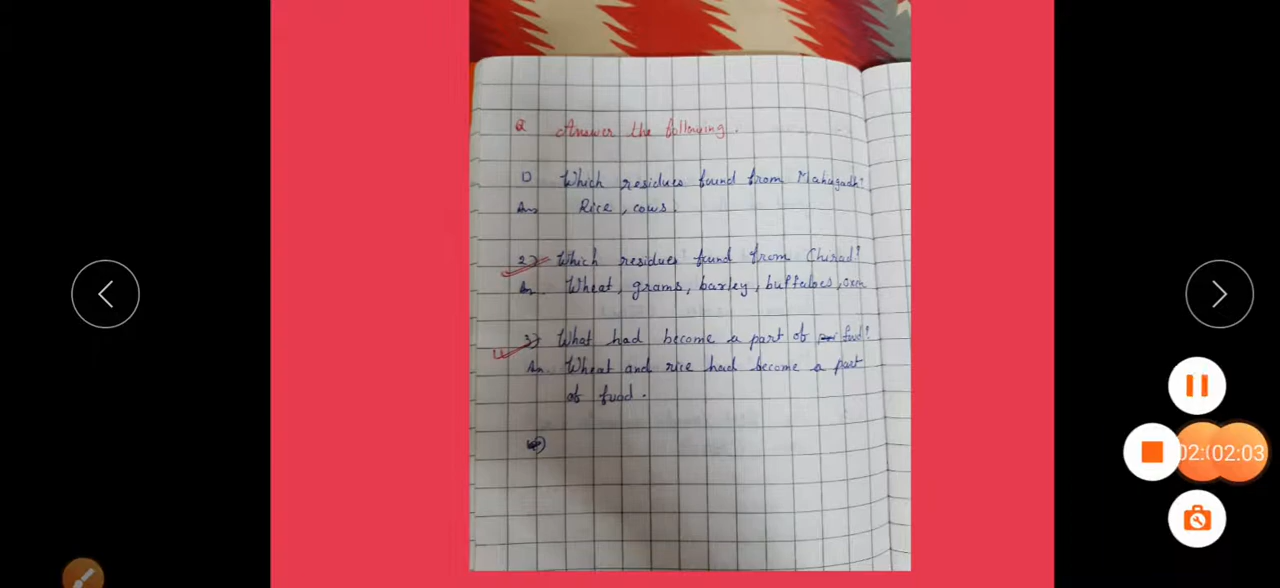 Q Answer the following.
1) Which residues found from Mahagadh?
Ans Rice, cows.
2) Which residues found from Chirad?
An. Wheat, grams, barley, buffaloes, oxen
3) What had become a part of food?
An. Wheat and rice had become a part
of food.
02:03